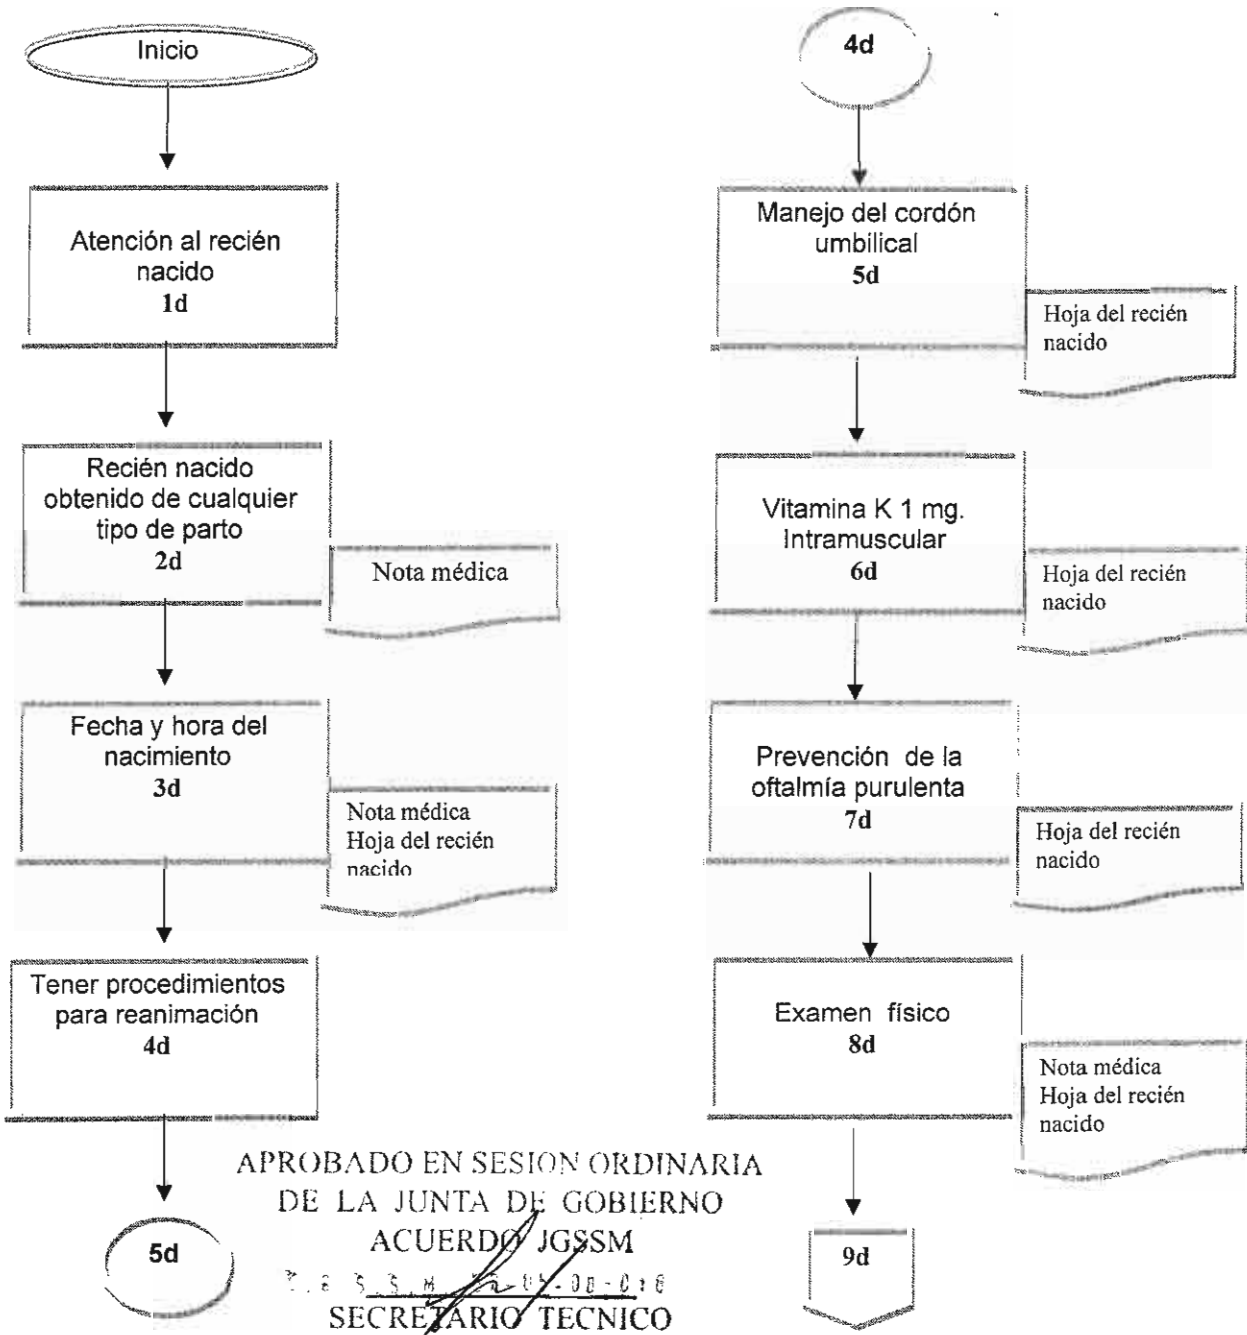 Inicio
Atención al recién
nacido
1d
Recién nacido
obtenido de cualquier
tipo de parto
2d
Nota médica
Fecha y hora del
nacimiento
3d
Nota médica
Hoja del recién
nacido
Tener procedimientos
para reanimación
4d
5d
4d
Manejo del cordón
umbilical
5d
Hoja del recién
nacido
Vitamina K 1 mg.
Intramuscular
6d
Hoja del recién
nacido
Prevención de la
oftalmía purulenta
7d
Hoja del recién
nacido
Examen físico
8d
Nota médica
Hoja del recién
nacido
9d
APROBADO EN SESION ORDINARIA
DE LA JUNTA DE GOBIERNO
ACUERDO JGSSM
SECRETARIO TECNICO